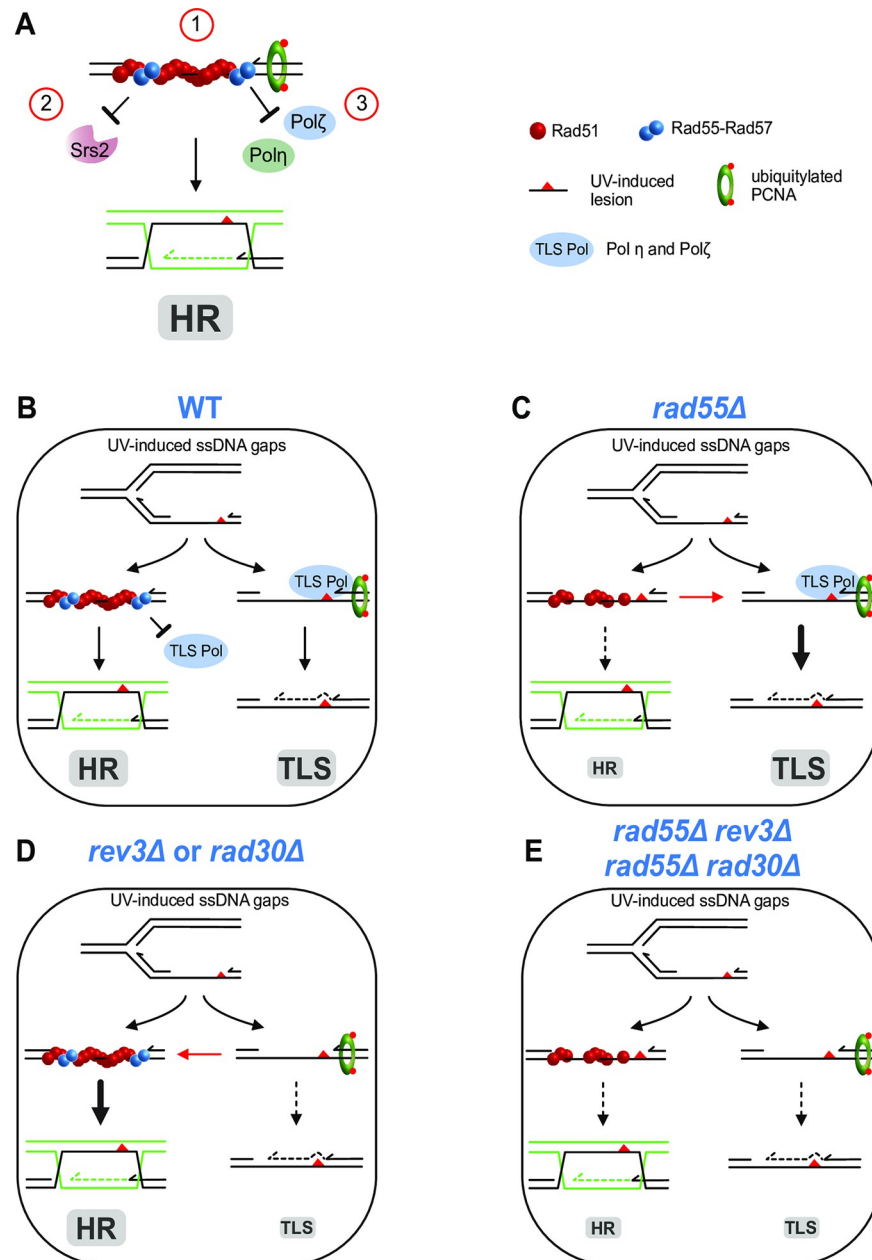 A
1
2
3
Srs2
Polζ
Polη
HR
Rad51
Rad55-Rad57
UV-induced
lesion
ubiquitylated
PCNA
TLS Pol
Pol η and Polζ
B
WT
UV-induced ssDNA gaps
TLS Pol
TLS Pol
HR
TLS
C
rad55Δ
UV-induced ssDNA gaps
TLS Pol
HR
TLS
D
rev3Δ or rad30Δ
UV-induced ssDNA gaps
HR
TLS
E
rad55Δ rev3Δ
rad55Δ rad30Δ
UV-induced ssDNA gaps
HR
TLS